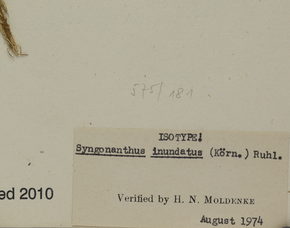 575/181
ISOTYPE!
Syngonanthus inundatus (Körn.) Ruhl.
Verified by H. N. MOLDENKE
ed 2010
August 1974